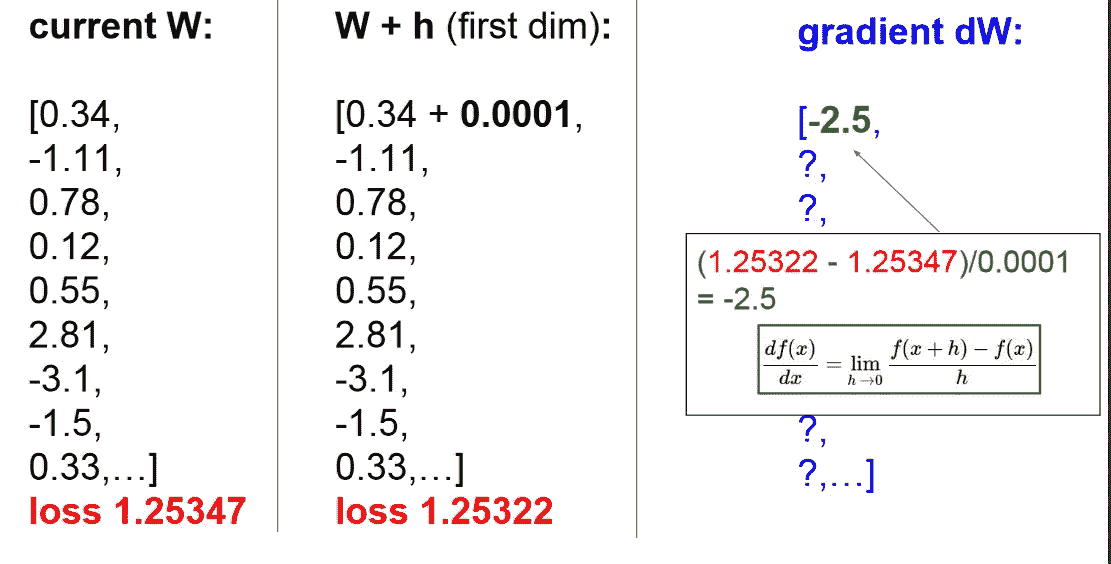 current W:
[0.34,
-1.11,
0.78,
0.12,
0.55,
2.81,
-3.1,
-1.5,
0.33,…]
loss 1.25347
W + h (first dim):
[0.34 + 0.0001,
-1.11,
0.78,
0.12,
0.55,
2.81,
-3.1,
-1.5,
0.33,…]
loss 1.25322
gradient dW:
[-2.5,
?,
?,
(1.25322 - 1.25347)/0.0001
= -2.5
df(x)/dx = lim h→0 f(x + h) − f(x)/h
?,
?,…]